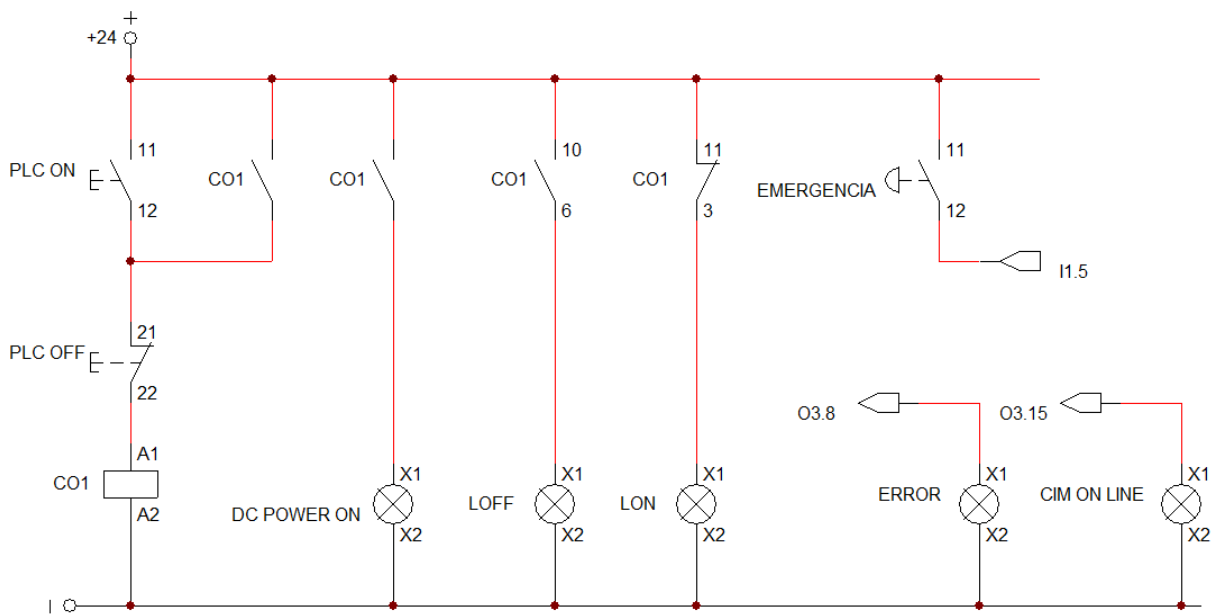 +
+24
11
10
11
11
PLC ON
CO1
CO1
CO1
CO1
EMERGENCIA
12
6
3
12
I1.5
21
PLC OFF
22
O3.8
O3.15
A1
X1
X1
X1
X1
X1
CO1
DC POWER ON
LOFF
LON
ERROR
CIM ON LINE
A2
X2
X2
X2
X2
X2